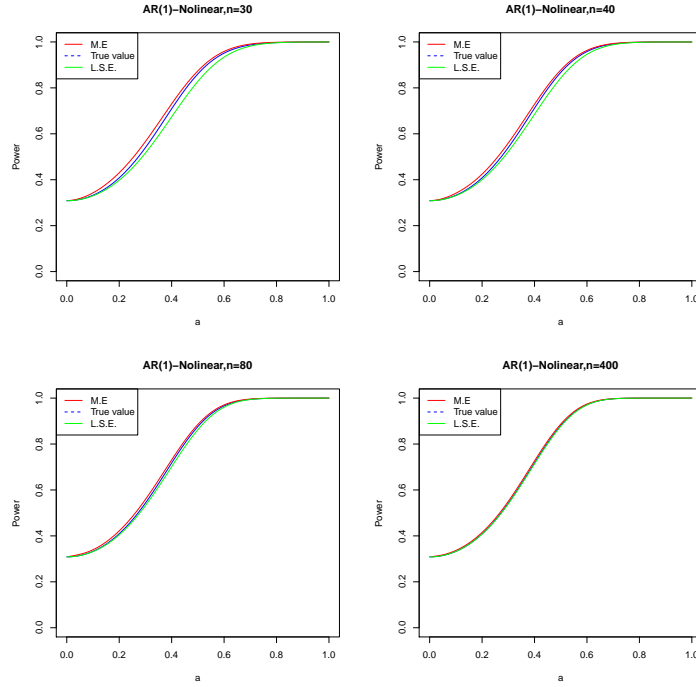 AR(1)−Nolinear,n=30
M.E
True value
L.S.E.
Power
0.0 0.2 0.4 0.6 0.8 1.0
0.0 0.2 0.4 0.6 0.8 1.0
a
AR(1)−Nolinear,n=40
M.E
True value
L.S.E.
Power
0.0 0.2 0.4 0.6 0.8 1.0
0.0 0.2 0.4 0.6 0.8 1.0
a
AR(1)−Nolinear,n=80
M.E
True value
L.S.E.
Power
0.0 0.2 0.4 0.6 0.8 1.0
0.0 0.2 0.4 0.6 0.8 1.0
a
AR(1)−Nolinear,n=400
M.E
True value
L.S.E.
Power
0.0 0.2 0.4 0.6 0.8 1.0
0.0 0.2 0.4 0.6 0.8 1.0
a